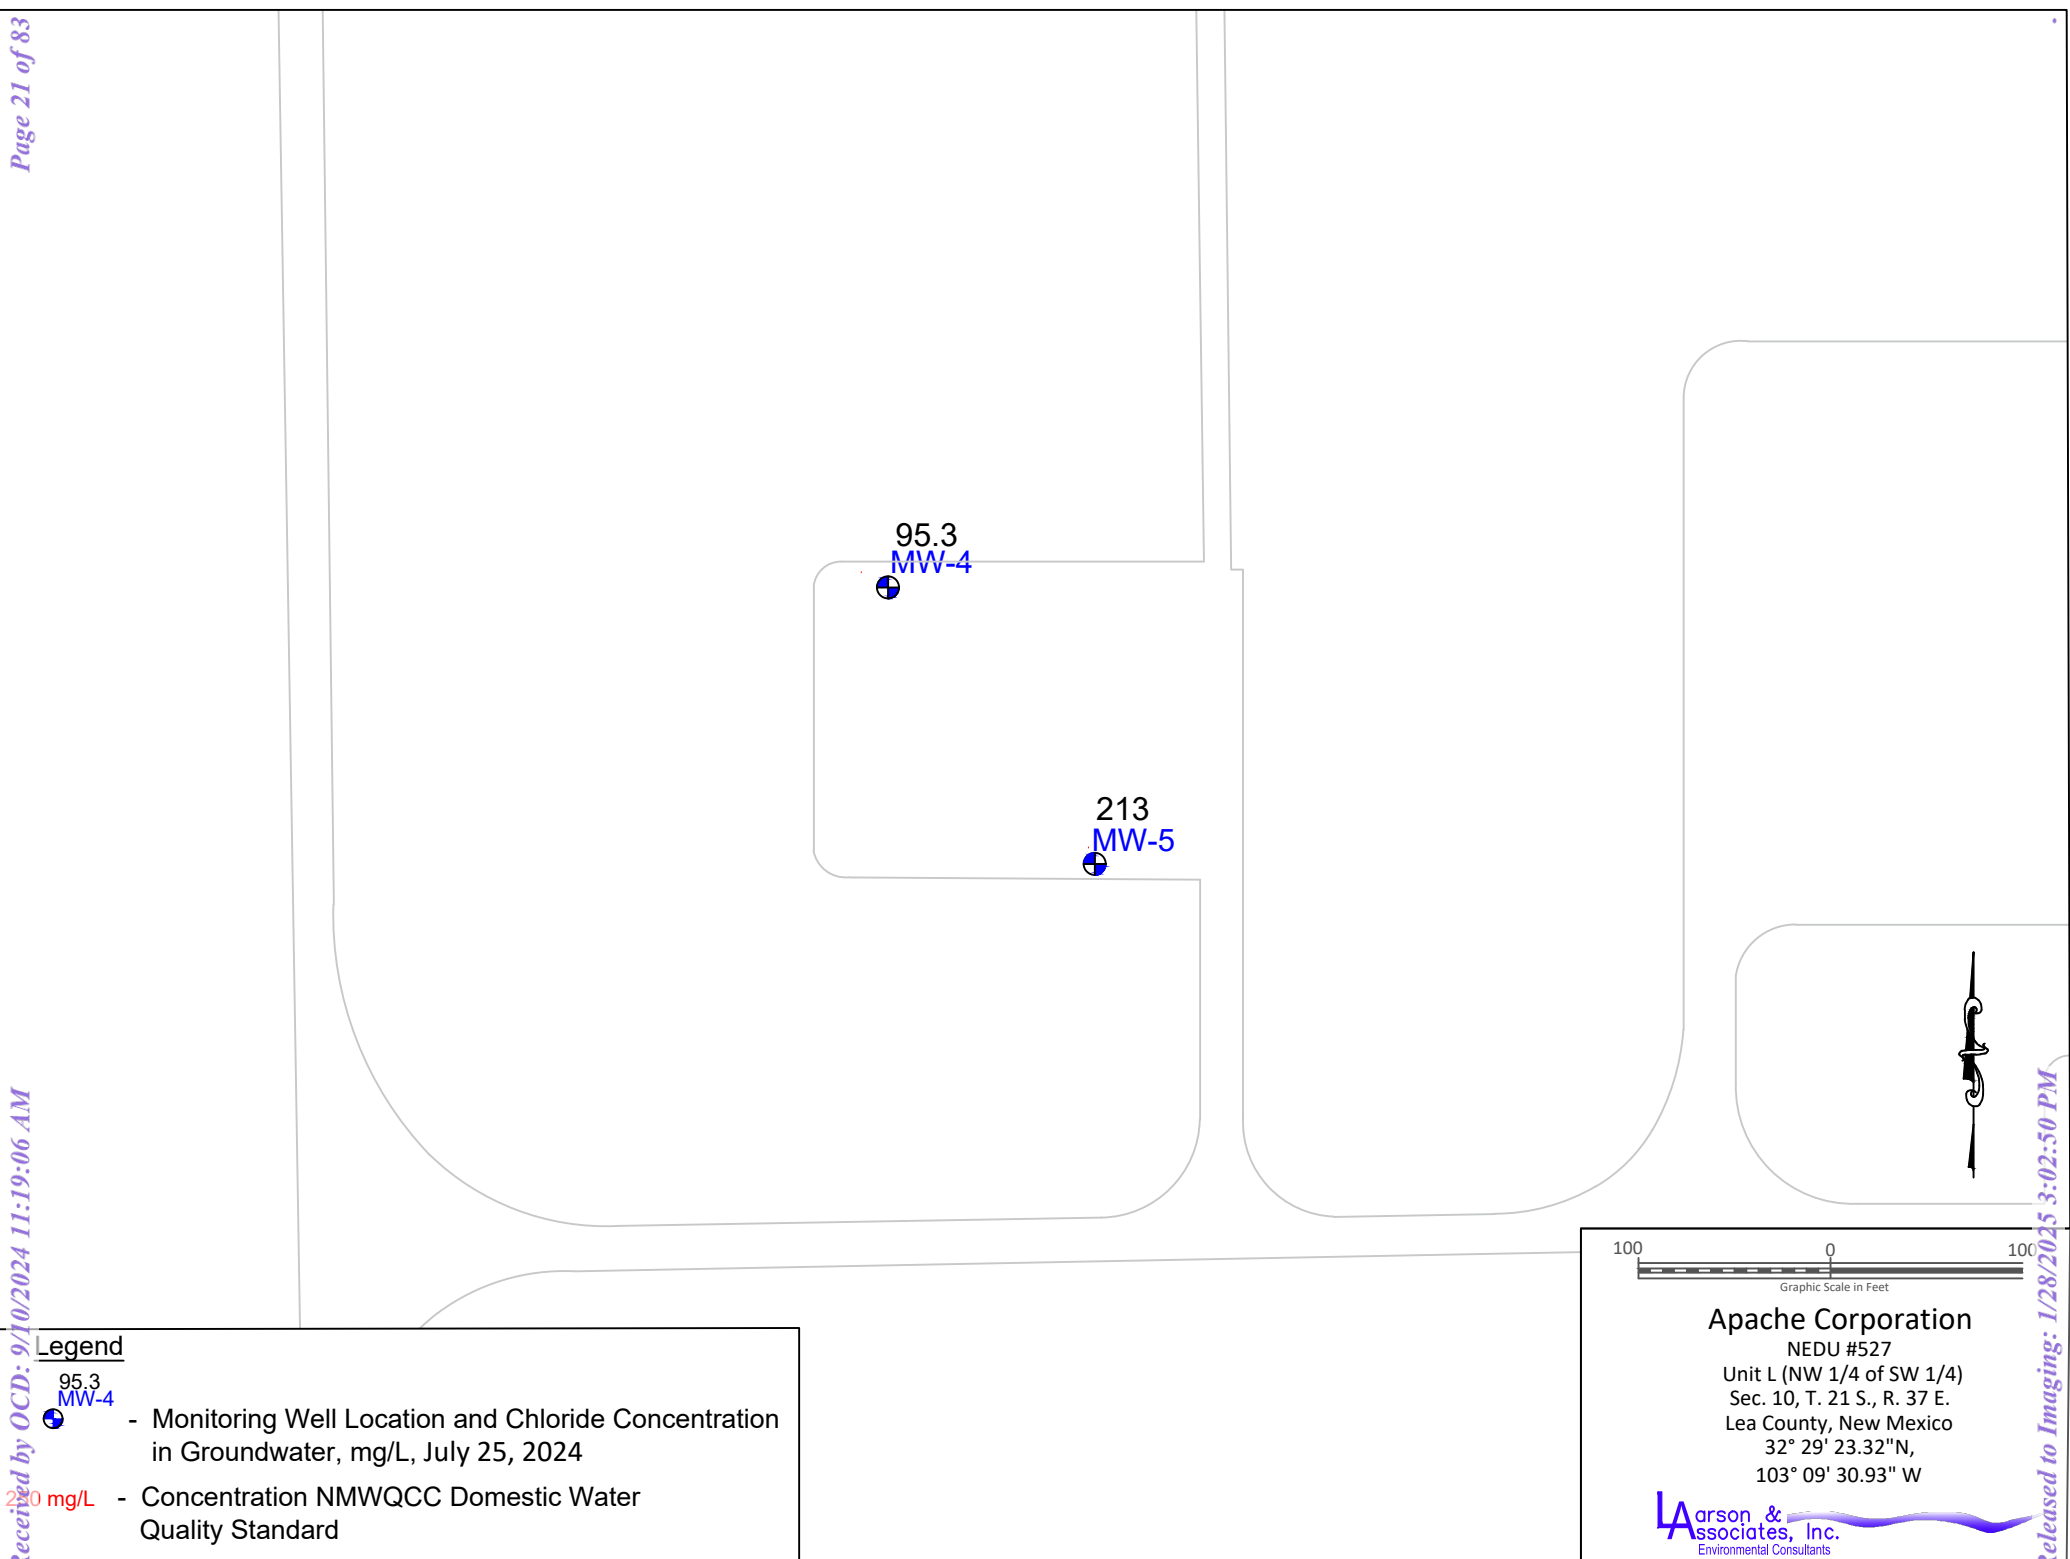 Page 21 of 83
95.3
MW-4
213
MW-5
Received by OCD: 9/10/2024 11:19:06 AM
Released to Imaging: 1/28/2025 3:02:50 PM
Legend
95.3
MW-4
- Monitoring Well Location and Chloride Concentration
in Groundwater, mg/L, July 25, 2024
mg/L - Concentration NMWQCC Domestic Water
Quality Standard
100 0 100
Graphic Scale in Feet
Apache Corporation
NEDU #527
Unit L (NW 1/4 of SW 1/4)
Sec. 10, T. 21 S., R. 37 E.
Lea County, New Mexico
32° 29' 23.32"N,
103° 09' 30.93" W
Larson &
Associates, Inc.
Environmental Consultants